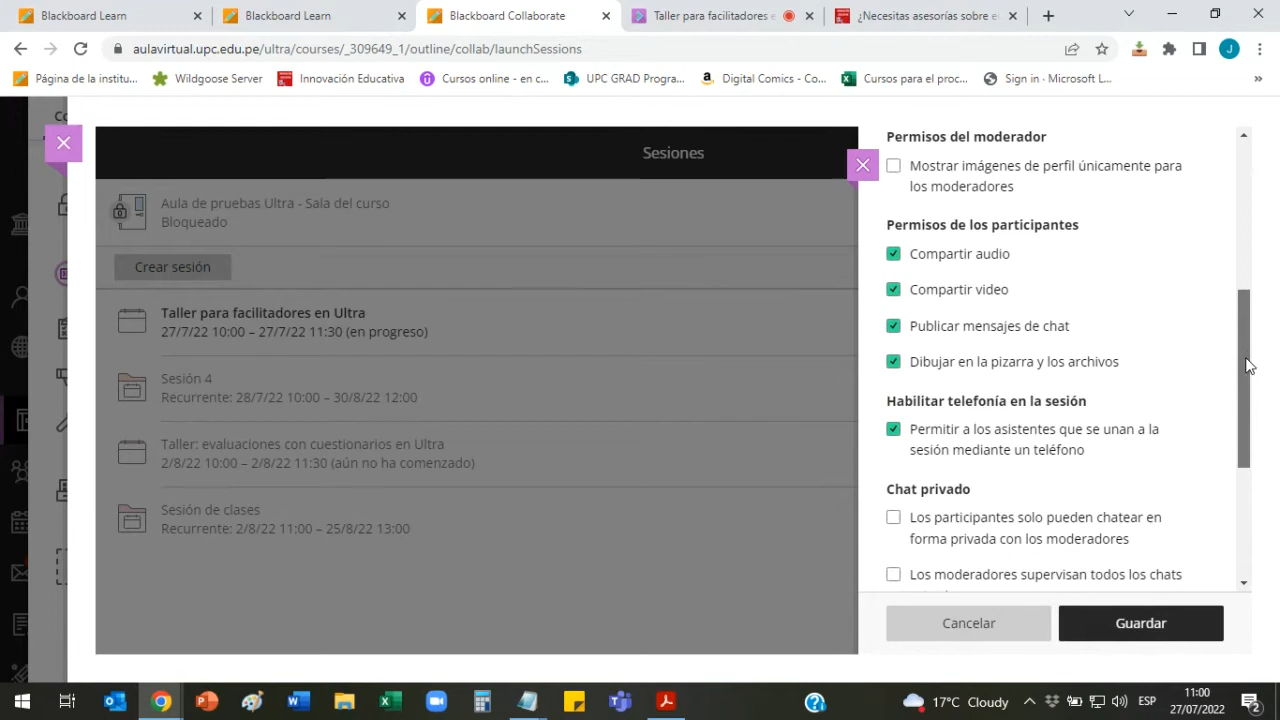 Blackboard Learn
Blackboard Learn
Blackboard Collaborate
Taller para facilitadores e
¿Necesitas asesorías sobre e
aulavirtual.upc.edu.pe/ultra/courses/_309649_1/outline/collab/launchSessions
J
Página de la institu...
Wildgoose Server
Innovación Educativa
Cursos online - en c...
UPC GRAD Progra...
Digital Comics - Co...
Cursos para el proc...
Sign in · Microsoft L...
»
Co
Sesiones
Aula de pruebas Ultra - Sala del curso
Bloqueado
Crear sesión
Taller para facilitadores en Ultra
27/7/22 10:00 – 27/7/22 11:30 (en progreso)
Sesión 4
Recurrente: 28/7/22 10:00 – 30/8/22 12:00
Taller: evaluaciones con cuestionarios en Ultra
2/8/22 10:00 – 2/8/22 11:30 (aún no ha comenzado)
Sesión de clases
Recurrente: 2/8/22 11:00 – 25/8/22 13:00
Permisos del moderador
Mostrar imágenes de perfil únicamente para
los moderadores
Permisos de los participantes
Compartir audio
Compartir video
Publicar mensajes de chat
Dibujar en la pizarra y los archivos
Habilitar telefonía en la sesión
Permitir a los asistentes que se unan a la
sesión mediante un teléfono
Chat privado
Los participantes solo pueden chatear en
forma privada con los moderadores
Los moderadores supervisan todos los chats
Cancelar
Guardar
17°C Cloudy
ESP
11:00
27/07/2022
2